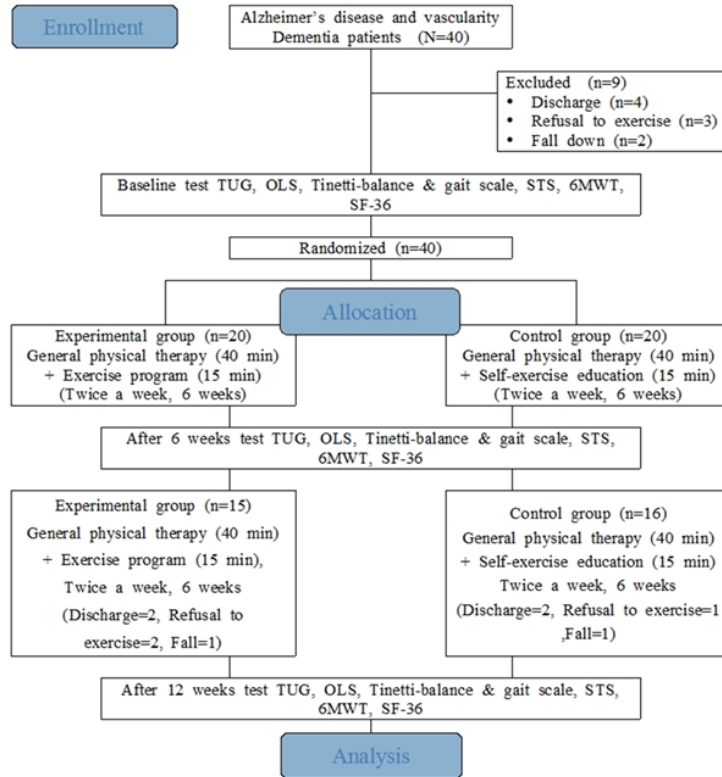 Enrollment
Alzheimer's disease and vascularity
Dementia patients (N=40)
Excluded (n=9)
• Discharge (n=4)
• Refusal to exercise (n=3)
• Fall down (n=2)
Baseline test TUG, OLS, Tinetti-balance & gait scale, STS, 6MWT,
SF-36
Randomized (n=40)
Allocation
Experimental group (n=20)
General physical therapy (40 min)
+ Exercise program (15 min)
(Twice a week, 6 weeks)
Control group (n=20)
General physical therapy (40 min)
+ Self-exercise education (15 min)
(Twice a week, 6 weeks)
After 6 weeks test TUG, OLS, Tinetti-balance & gait scale, STS,
6MWT, SF-36
Experimental group (n=15)
General physical therapy (40 min)
+ Exercise program (15 min),
Twice a week, 6 weeks
(Discharge=2, Refusal to
exercise=2, Fall=1)
Control group (n=16)
General physical therapy (40 min)
+ Self-exercise education (15 min)
Twice a week, 6 weeks
(Discharge=2, Refusal to exercise=1
,Fall=1)
After 12 weeks test TUG, OLS, Tinetti-balance & gait scale, STS,
6MWT, SF-36
Analysis